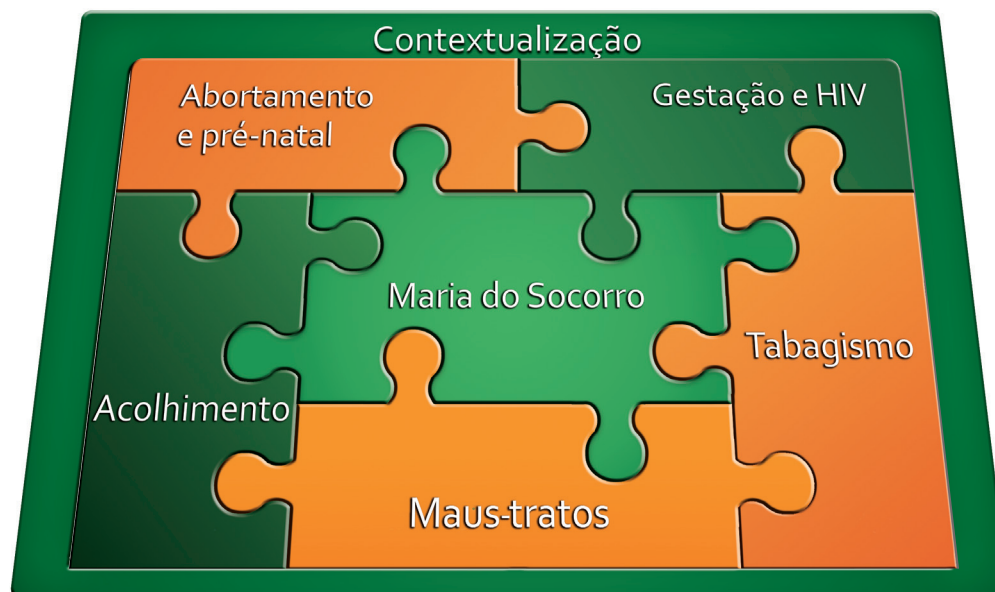 Contextualização
Abortamento
e pré-natal
Gestação e HIV
Maria do Socorro
Tabagismo
Acolhimento
Maus-tratos